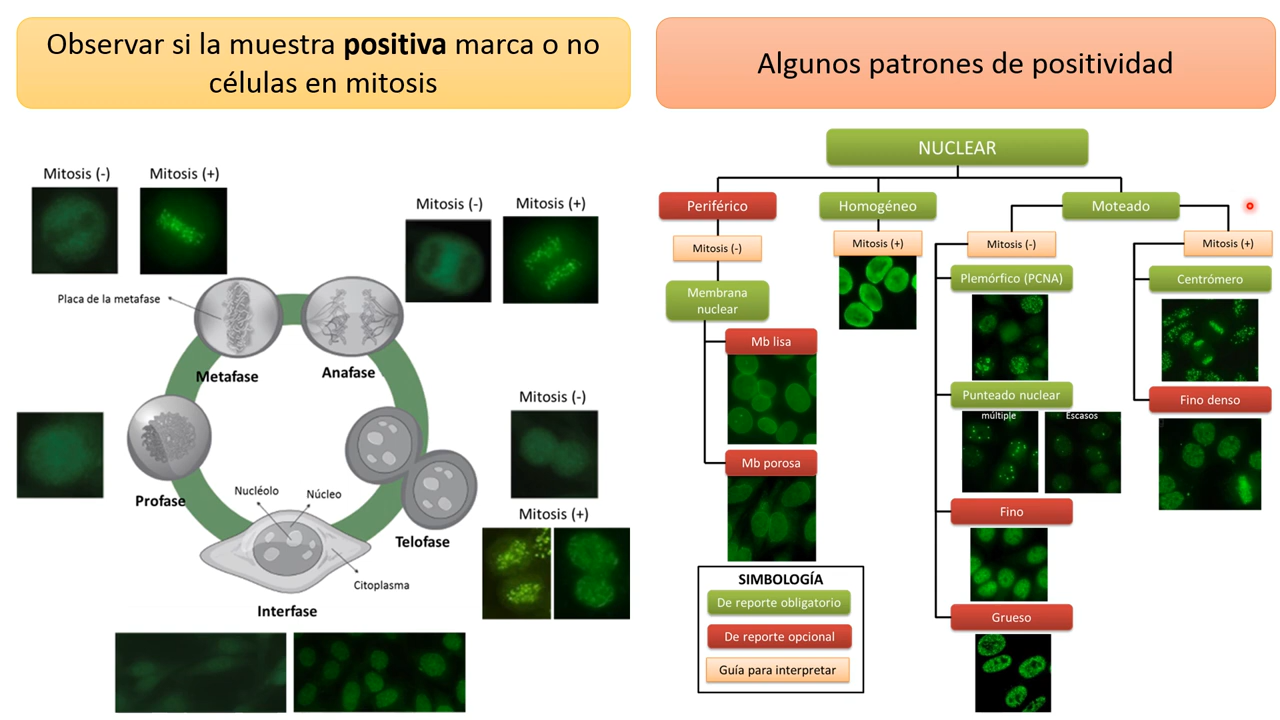 Observar si la muestra positiva marca o no
células en mitosis
Mitosis (-)
Mitosis (+)
Mitosis (-)
Mitosis (+)
Placa de la metafase
Metafase
Anafase
Mitosis (-)
Profase
Nucléolo
Núcleo
Mitosis (+)
Telofase
Citoplasma
Interfase
Algunos patrones de positividad
NUCLEAR
Periférico
Homogéneo
Moteado
Mitosis (-)
Mitosis (+)
Mitosis (-)
Mitosis (+)
Membrana
nuclear
Mb lisa
Mb porosa
Plemórfico (PCNA)
Punteado nuclear
múltiple
Escasos
Fino
Grueso
Centrómero
Fino denso
SIMBOLOGÍA
De reporte obligatorio
De reporte opcional
Guía para interpretar